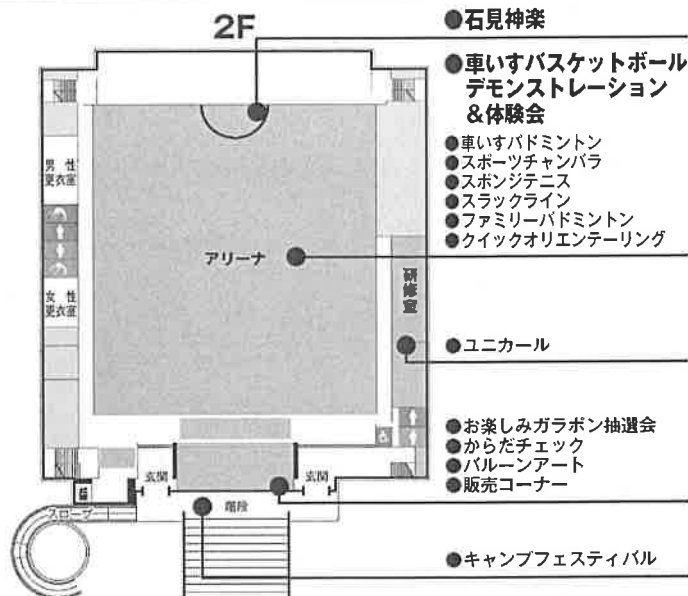 2F
●石見神楽
●車いすバスケットボール
デモンストレーション
&体験会
●車いすバドミントン
●スポーツチャンバラ
●スポンジテニス
●スラックライン
●ファミリーバドミントン
●クイックオリエンテーリング
男性
更衣室
アリーナ
研修室
女性
更衣室
●ユニカール
●お楽しみガラポン抽選会
●からだチェック
●バルーンアート
●販売コーナー
玄関
玄関
スロープ
階段
●キャンプフェスティバル